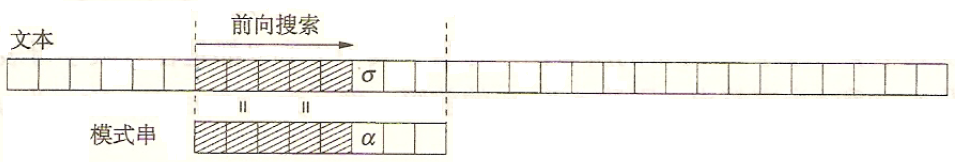 前向搜索
文本
σ
= =
模式串
α